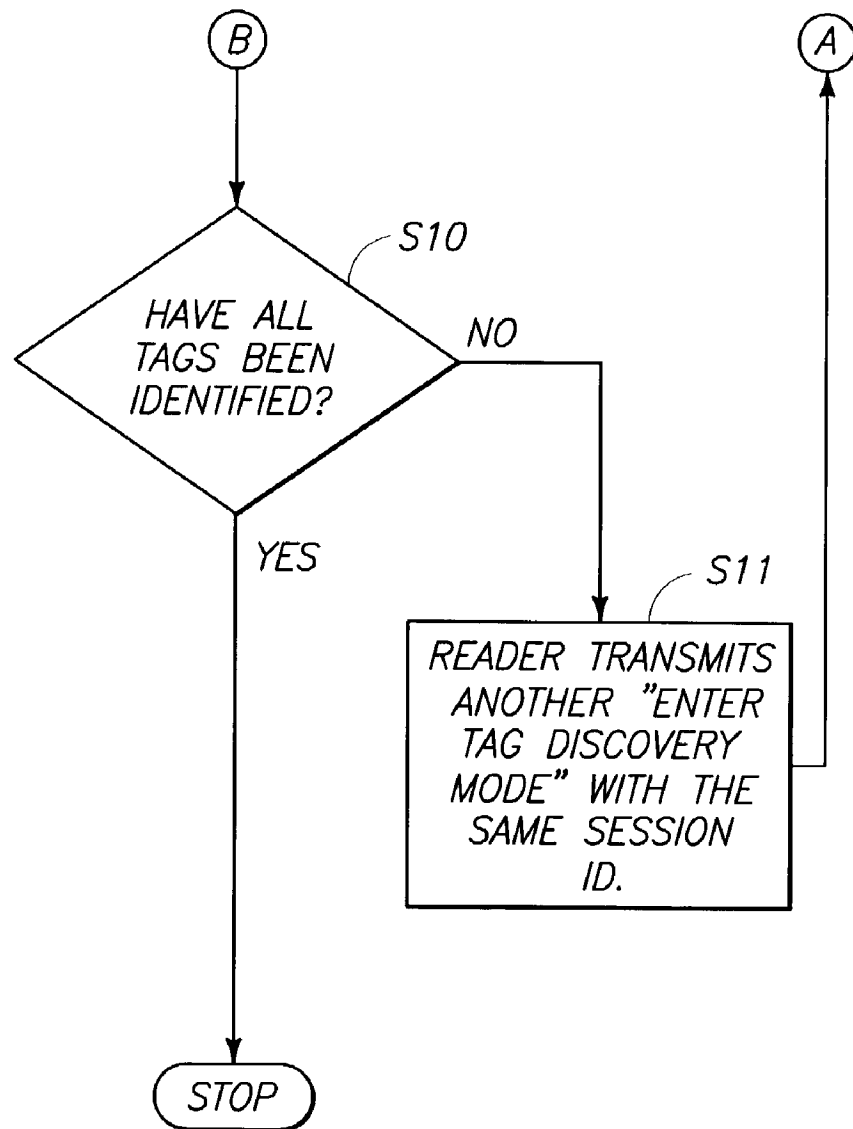 B
A
S10
HAVE ALL
TAGS BEEN
IDENTIFIED?
NO
YES
S11
READER TRANSMITS
ANOTHER "ENTER
TAG DISCOVERY
MODE" WITH THE
SAME SESSION
ID.
STOP